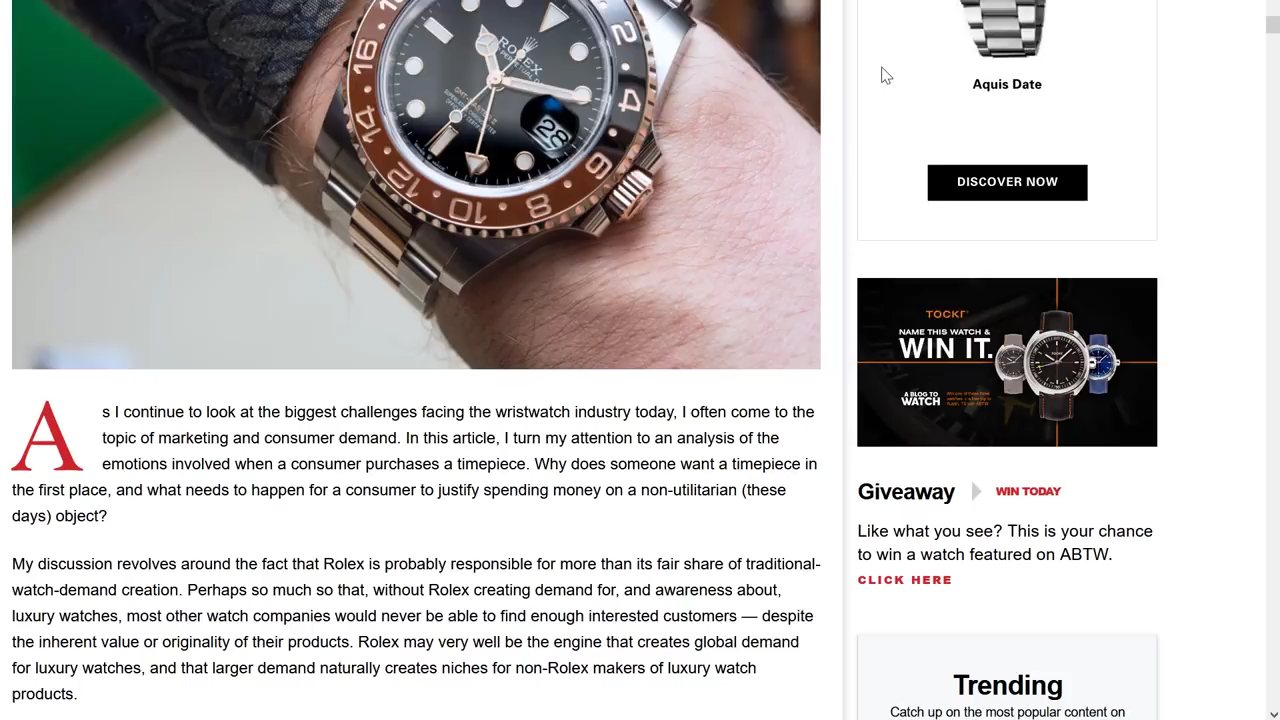 ROLEX
28
16
14
12
10
8
6
4
2
Aquis Date
DISCOVER NOW
TOCKR
NAME THIS WATCH &
WIN IT.
A BLOG TO
WATCH
Giveaway
WIN TODAY
Like what you see? This is your chance
to win a watch featured on ABTW.
CLICK HERE
Trending
Catch up on the most popular content on
As I continue to look at the biggest challenges facing the wristwatch industry today, I often come to the
topic of marketing and consumer demand. In this article, I turn my attention to an analysis of the
emotions involved when a consumer purchases a timepiece. Why does someone want a timepiece in
the first place, and what needs to happen for a consumer to justify spending money on a non-utilitarian (these
days) object?
My discussion revolves around the fact that Rolex is probably responsible for more than its fair share of traditional-
watch-demand creation. Perhaps so much so that, without Rolex creating demand for, and awareness about,
luxury watches, most other watch companies would never be able to find enough interested customers — despite
the inherent value or originality of their products. Rolex may very well be the engine that creates global demand
for luxury watches, and that larger demand naturally creates niches for non-Rolex makers of luxury watch
products.